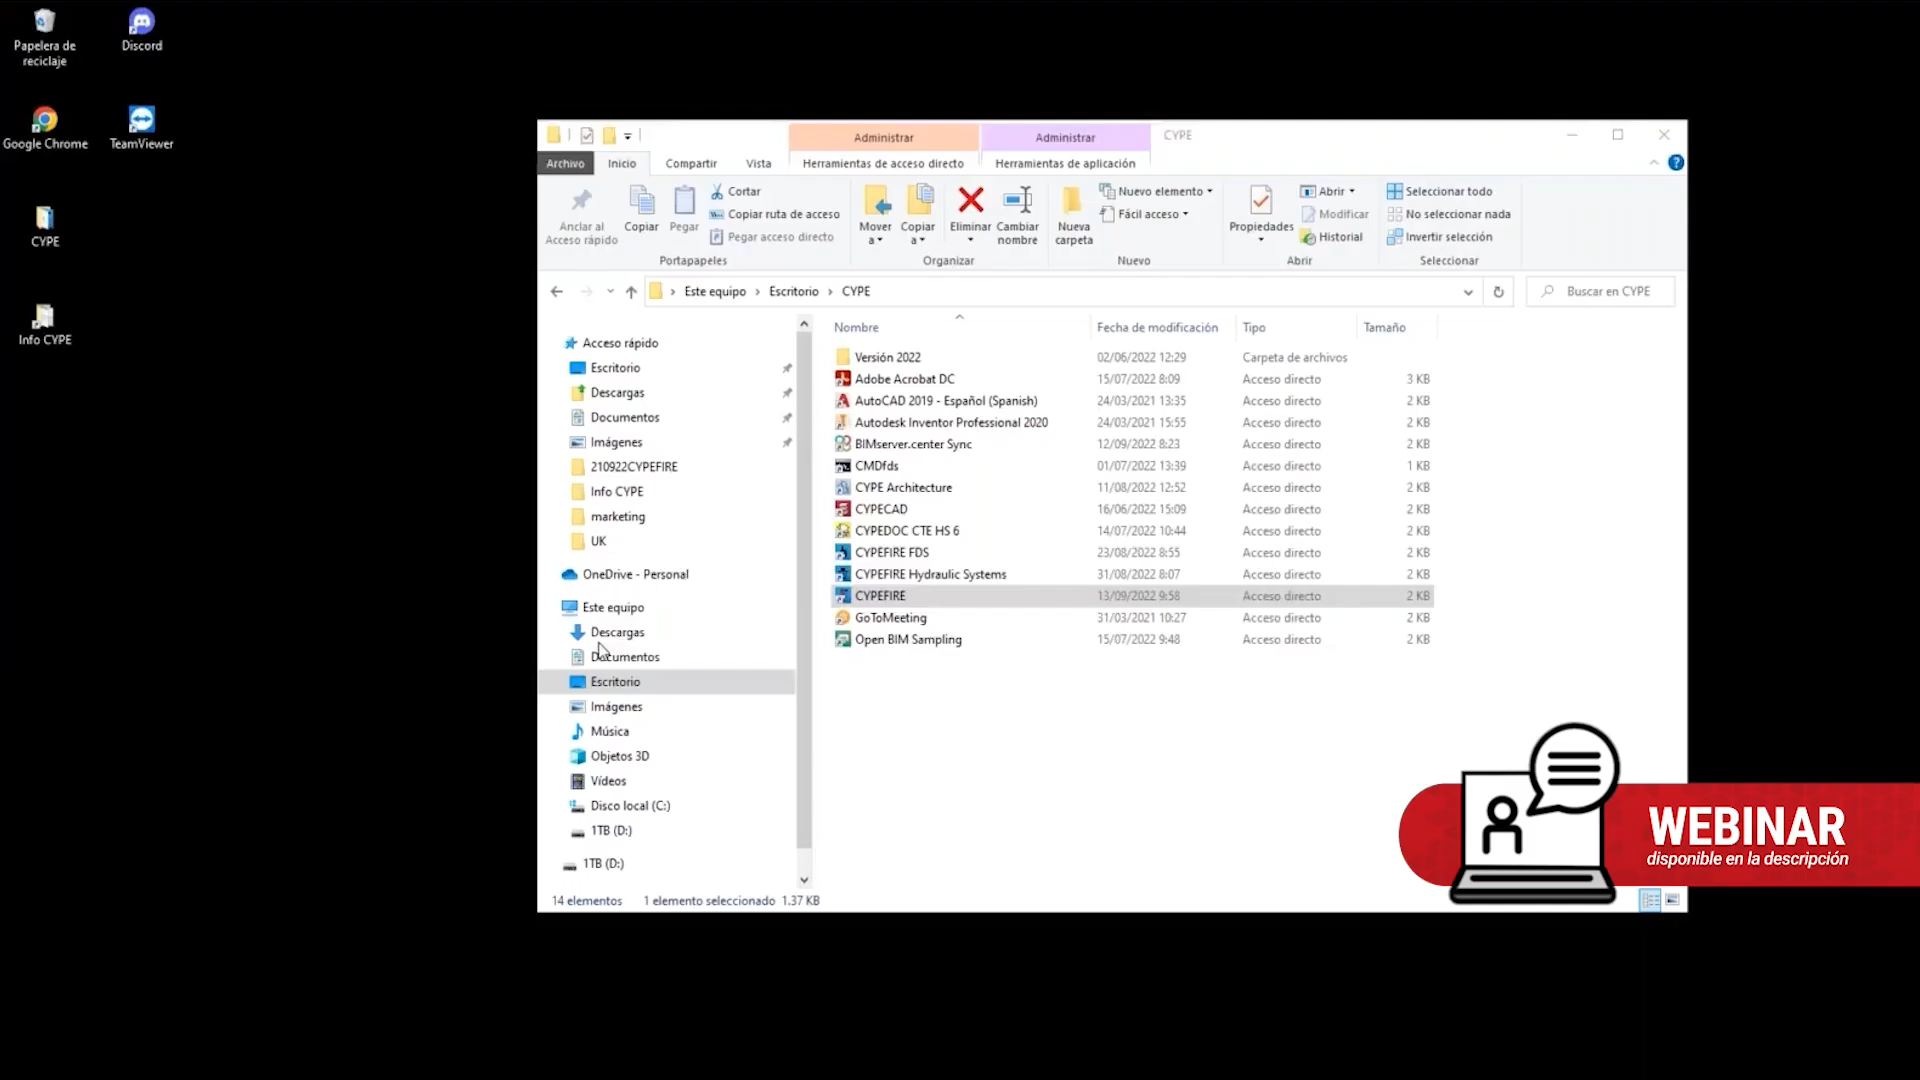 Papelera de
reciclaje
Discord
Google Chrome
TeamViewer
CYPE
Info CYPE
Administrar
Administrar
CYPE
Archivo
Inicio
Compartir
Vista
Herramientas de acceso directo
Herramientas de aplicación
Anclar al
Acceso rápido
Copiar
Pegar
Cortar
Copiar ruta de acceso
Pegar acceso directo
Portapapeles
Mover
a
Copiar
a
Eliminar
Cambiar
nombre
Organizar
Nueva
carpeta
Nuevo elemento
Fácil acceso
Nuevo
Propiedades
Abrir
Modificar
Historial
Abrir
Seleccionar todo
No seleccionar nada
Invertir selección
Seleccionar
Este equipo > Escritorio > CYPE
Buscar en CYPE
Acceso rápido
Escritorio
Descargas
Documentos
Imágenes
210922CYPEFIRE
Info CYPE
marketing
UK
OneDrive - Personal
Este equipo
Descargas
Documentos
Escritorio
Imágenes
Música
Objetos 3D
Vídeos
Disco local (C:)
1TB (D:)
1TB (D:)
Nombre Fecha de modificación Tipo Tamaño
Versión 2022 02/06/2022 12:29 Carpeta de archivos
Adobe Acrobat DC 15/07/2022 8:09 Acceso directo 3 KB
AutoCAD 2019 - Español (Spanish) 24/03/2021 13:35 Acceso directo 2 KB
Autodesk Inventor Professional 2020 24/03/2021 15:55 Acceso directo 2 KB
BIMserver.center Sync 12/09/2022 8:23 Acceso directo 2 KB
CMDfds 01/07/2022 13:39 Acceso directo 1 KB
CYPE Architecture 11/08/2022 12:52 Acceso directo 2 KB
CYPECAD 16/06/2022 15:09 Acceso directo 2 KB
CYPEDOC CTE HS 6 14/07/2022 10:44 Acceso directo 2 KB
CYPEFIRE FDS 23/08/2022 8:55 Acceso directo 2 KB
CYPEFIRE Hydraulic Systems 31/08/2022 8:07 Acceso directo 2 KB
CYPEFIRE 13/09/2022 9:58 Acceso directo 2 KB
GoToMeeting 31/03/2021 10:27 Acceso directo 2 KB
Open BIM Sampling 15/07/2022 9:48 Acceso directo 2 KB
WEBINAR
disponible en la descripción
14 elementos 1 elemento seleccionado 1.37 KB